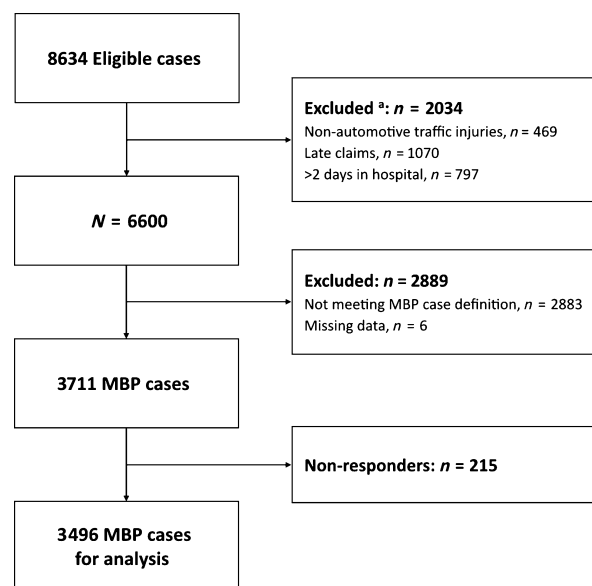 8634 Eligible cases
Excluded ᵃ: n = 2034
Non-automotive traffic injuries, n = 469
Late claims, n = 1070
>2 days in hospital, n = 797
N = 6600
Excluded: n = 2889
Not meeting MBP case definition, n = 2883
Missing data, n = 6
3711 MBP cases
Non-responders: n = 215
3496 MBP cases
for analysis